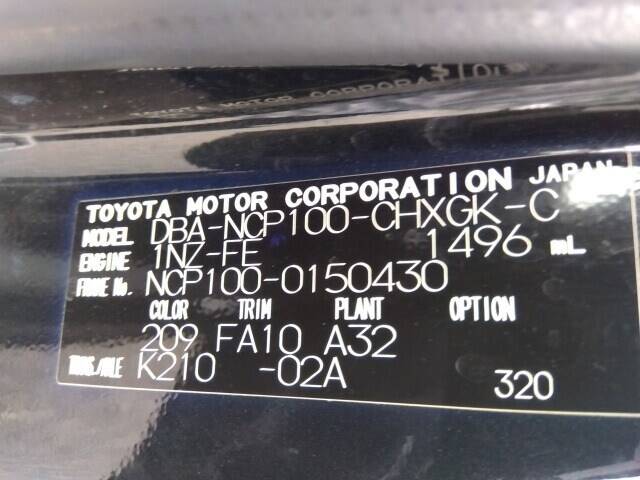 TOYOTA MOTOR CORPORATION JAPAN
MODEL DBA-NCP100-CHXGK-C
ENGINE 1NZ-FE 1496 mL
FRAME No. NCP100-0150430
COLOR TRIM PLANT OPTION
209 FA10 A32
TRANS./AXLE K210 -02A 320